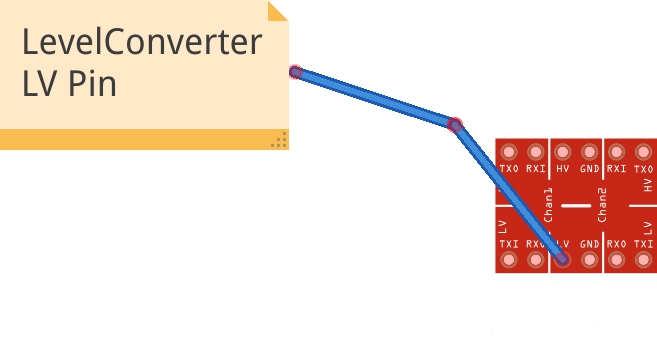 LevelConverter
LV Pin
TXO RXI HV GND RXI TXO
Chan1
Chan2
HV
LV
LV
TXI RXO LV GND RXO TXI